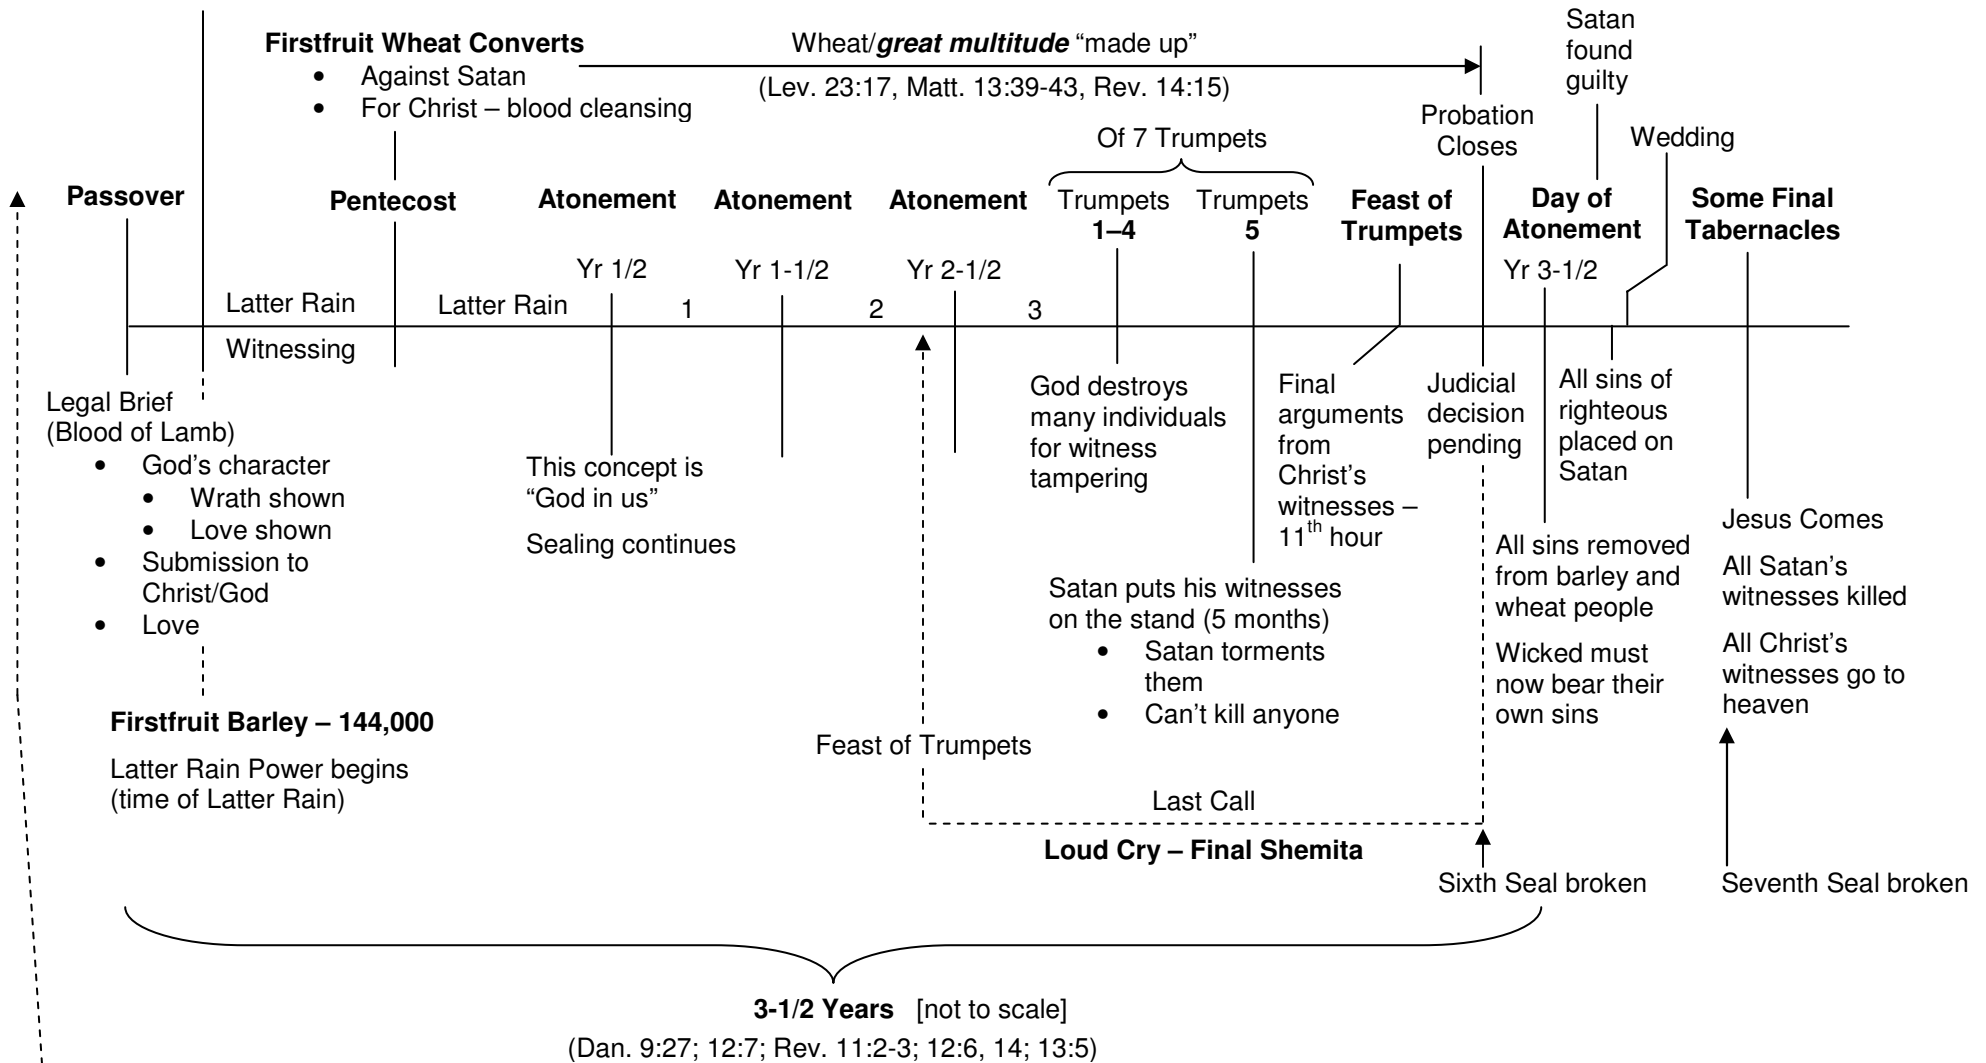 Satan
found
guilty
Firstfruit Wheat Converts
• Against Satan
• For Christ – blood cleansing
Wheat/great multitude “made up”
(Lev. 23:17, Matt. 13:39-43, Rev. 14:15)
Probation
Closes
Wedding
Of 7 Trumpets
Passover
Pentecost
Atonement
Atonement
Atonement
Trumpets
1–4
Trumpets
5
Feast of
Trumpets
Day of
Atonement
Some Final
Tabernacles
Yr 1/2
Yr 1-1/2
Yr 2-1/2
Yr 3-1/2
Latter Rain
Latter Rain
1
2
3
Witnessing
Legal Brief
(Blood of Lamb)
• God’s character
• Wrath shown
• Love shown
• Submission to
Christ/God
• Love
This concept is
“God in us”
Sealing continues
God destroys
many individuals
for witness
tampering
Final
arguments
from
Christ’s
witnesses –
11th hour
Judicial
decision
pending
All sins of
righteous
placed on
Satan
Satan puts his witnesses
on the stand (5 months)
• Satan torments
them
• Can’t kill anyone
All sins removed
from barley and
wheat people
Wicked must
now bear their
own sins
Jesus Comes
All Satan’s
witnesses killed
All Christ’s
witnesses go to
heaven
Firstfruit Barley – 144,000
Latter Rain Power begins
(time of Latter Rain)
Feast of Trumpets
Last Call
Loud Cry – Final Shemita
Sixth Seal broken
Seventh Seal broken
3-1/2 Years [not to scale]
(Dan. 9:27; 12:7; Rev. 11:2-3; 12:6, 14; 13:5)